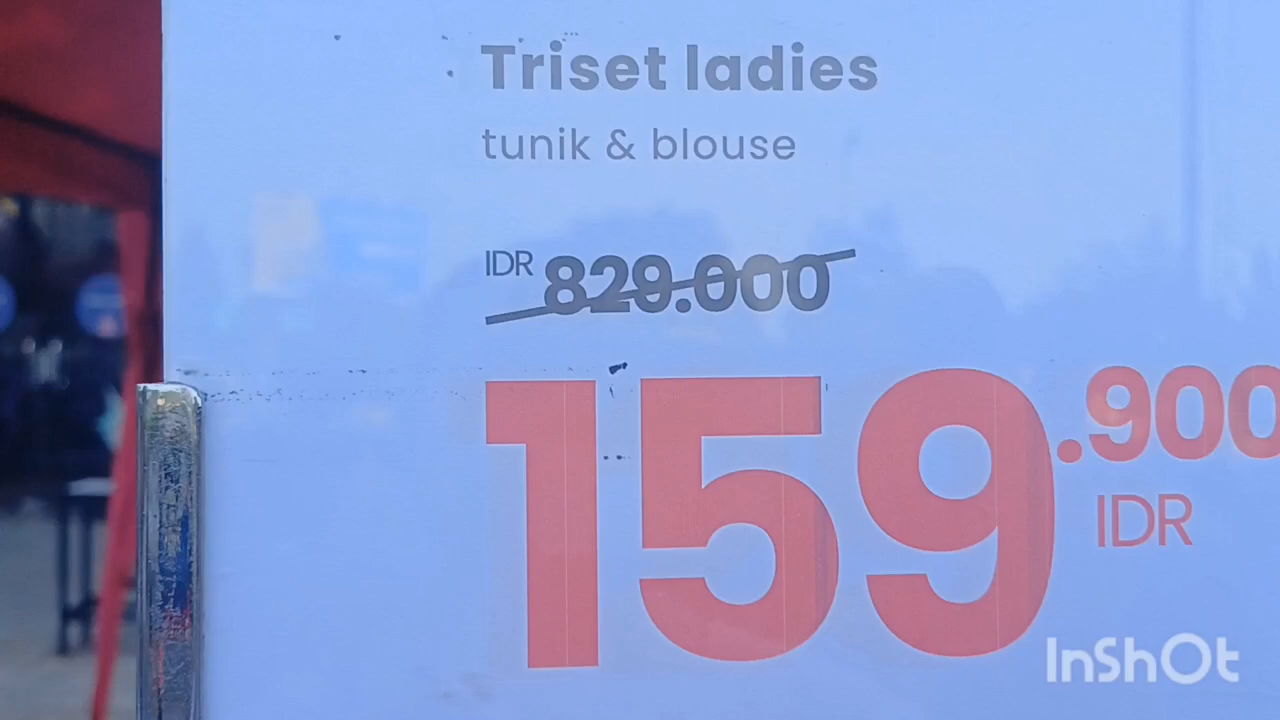 Triset ladies
tunik & blouse
IDR 829.000
159.900
IDR
InShOt